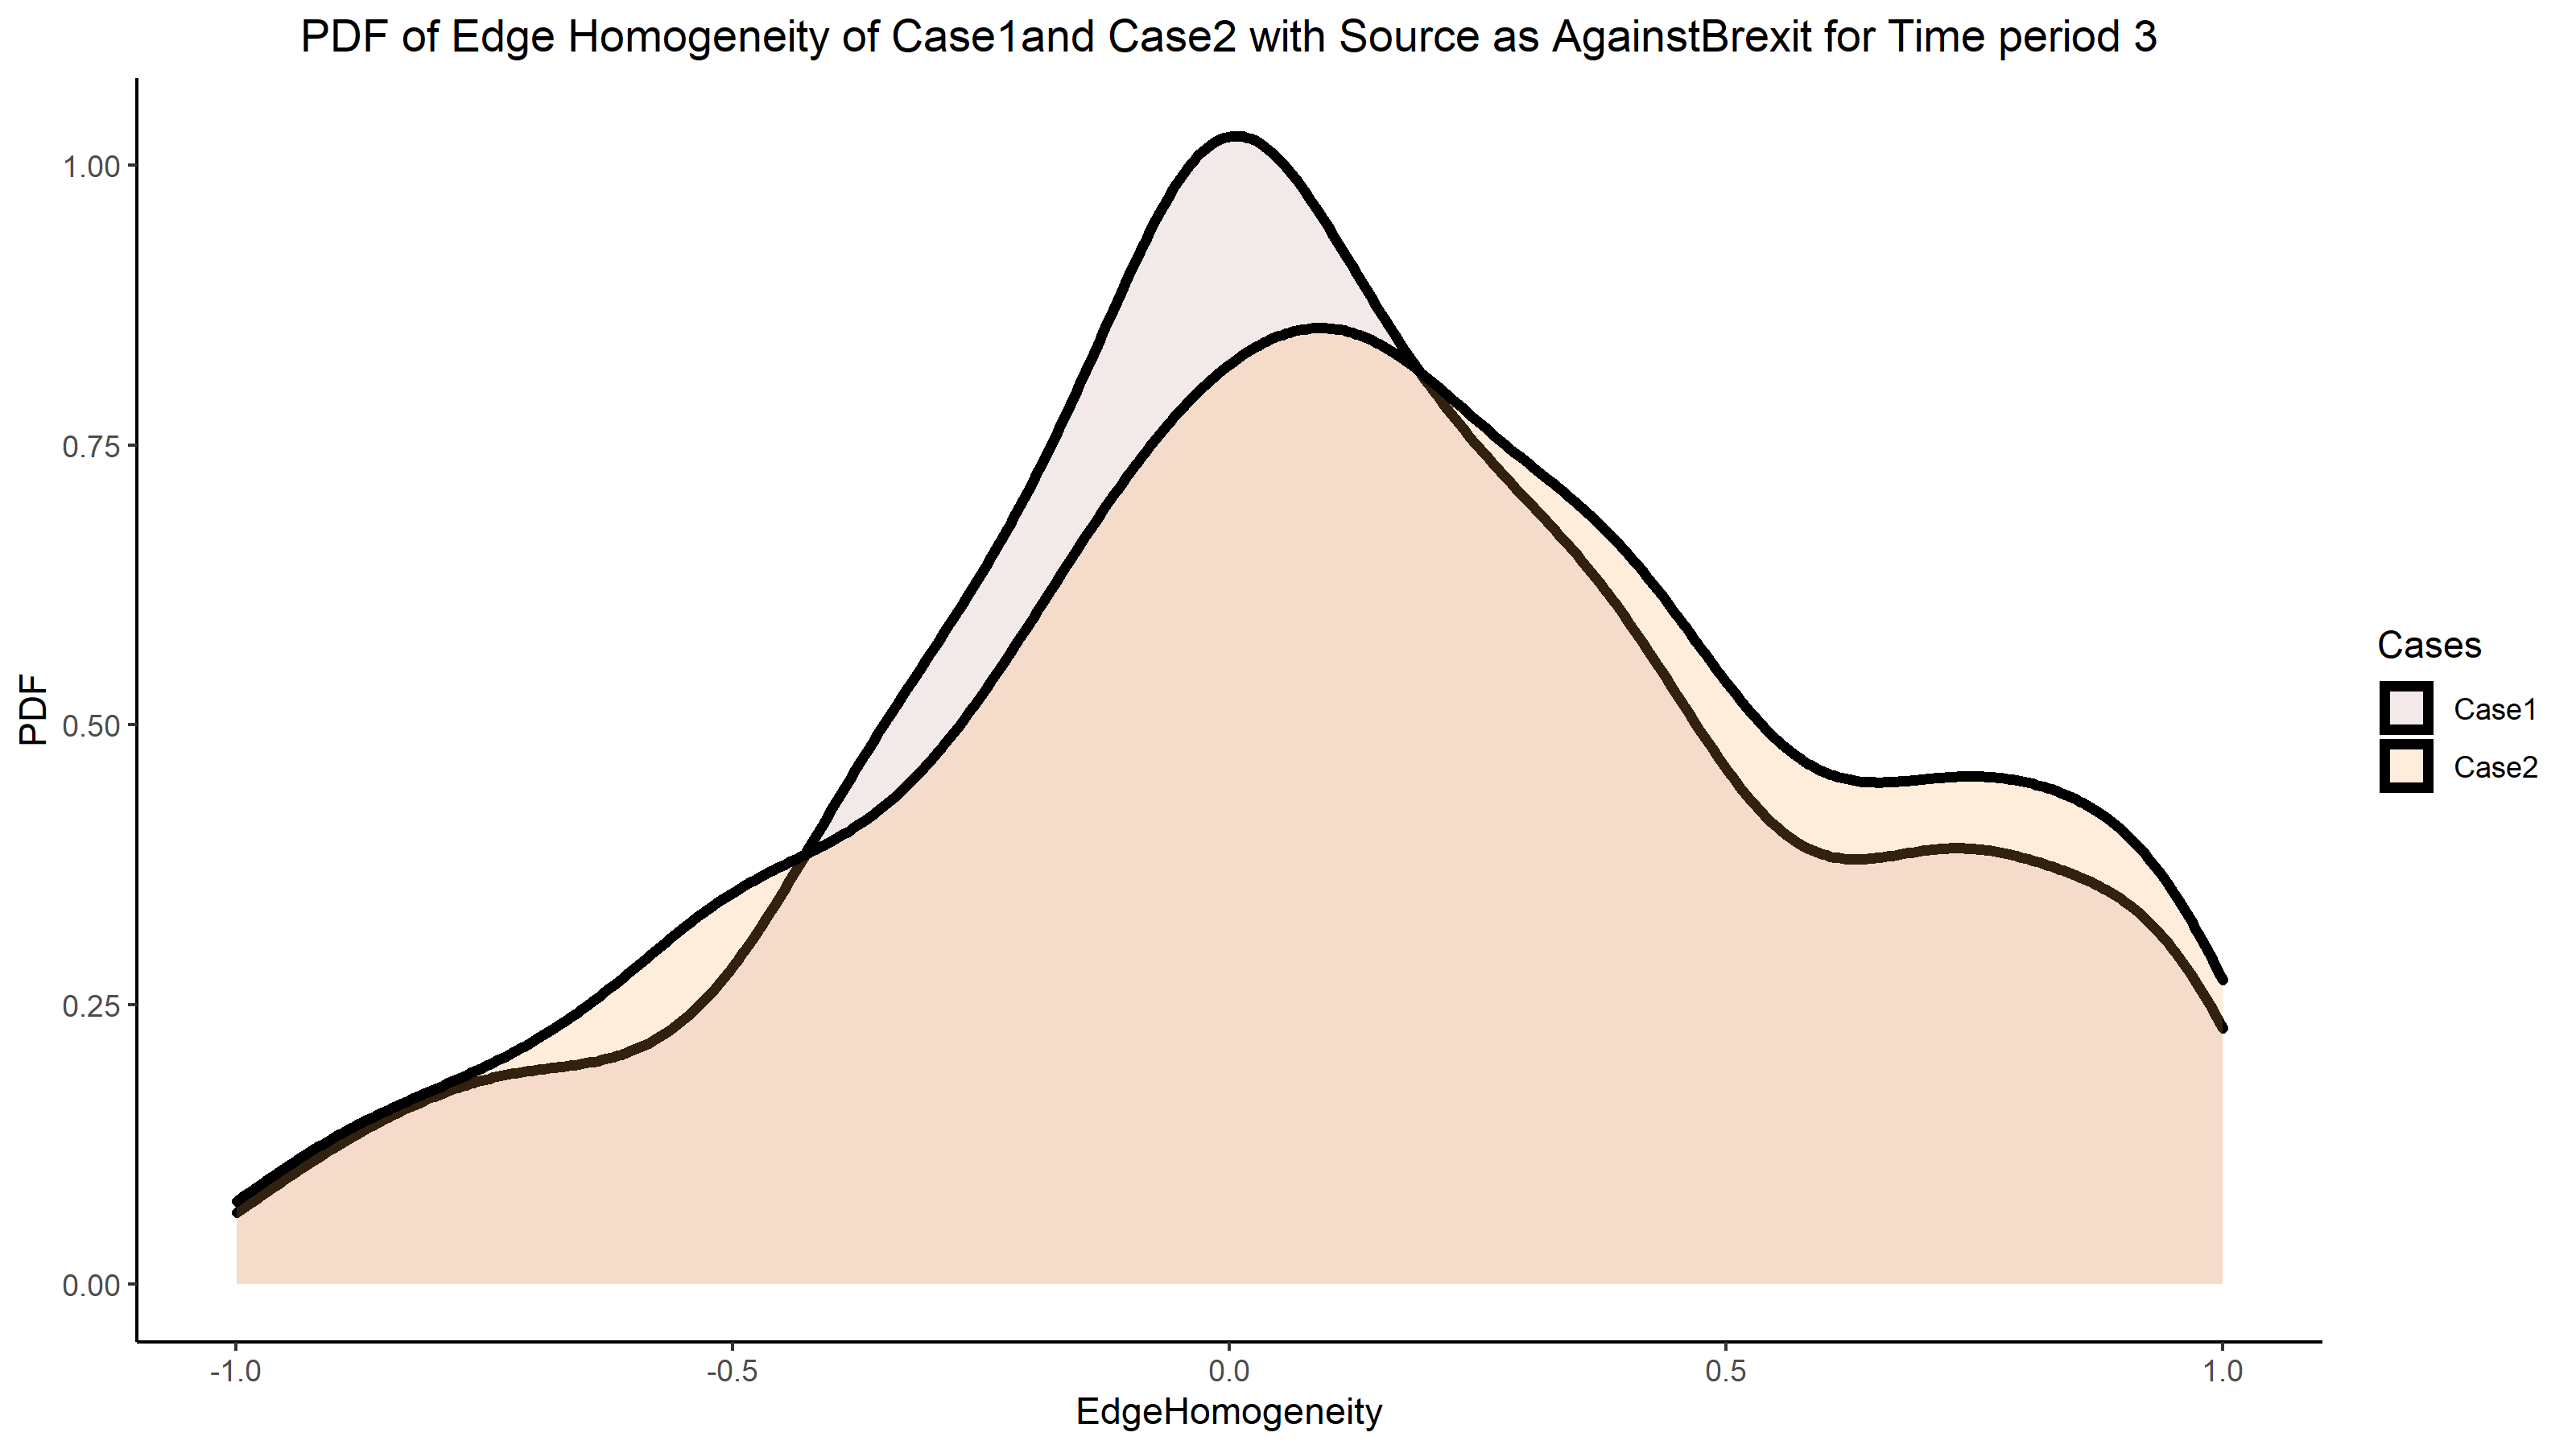 PDF of Edge Homogeneity of Case1and Case2 with Source as AgainstBrexit for Time period 3
1.00
0.75
0.50
0.25
0.00
PDF
-1.0 -0.5 0.0 0.5 1.0
EdgeHomogeneity
Cases
Case1
Case2